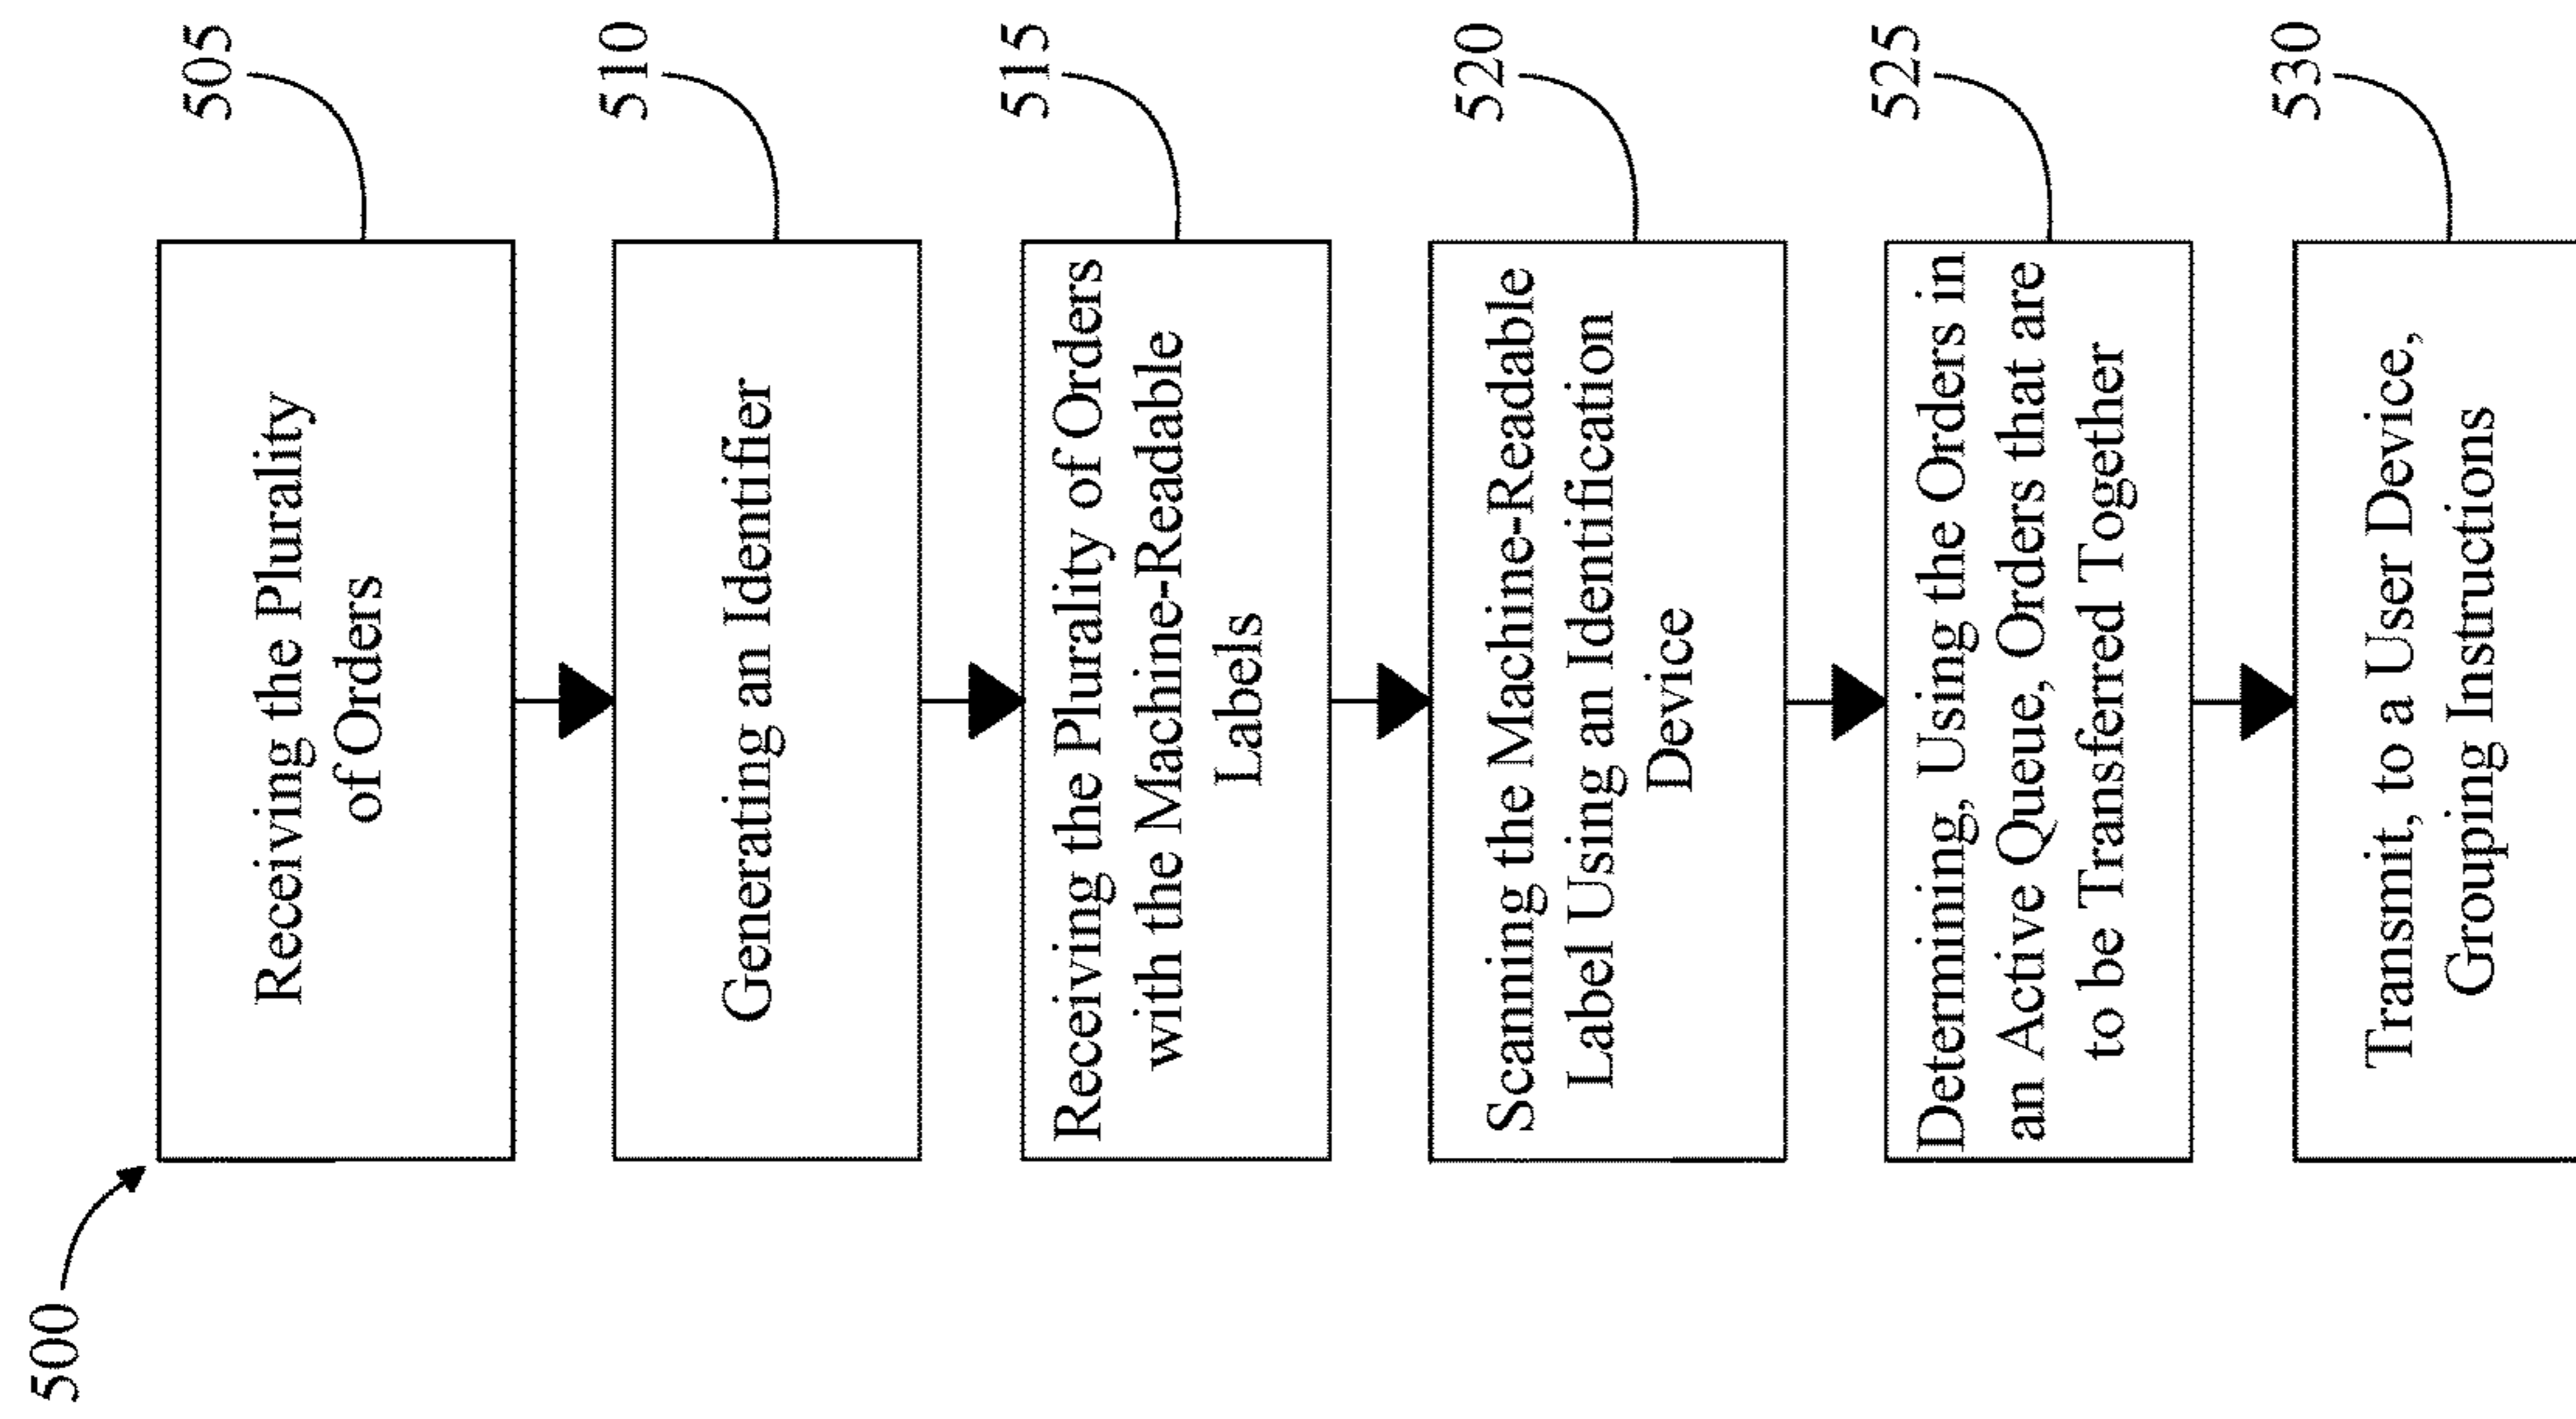 500
Receiving the Plurality
of Orders
505
Generating an Identifier
510
Receiving the Plurality of Orders
with the Machine-Readable
Labels
515
Scanning the Machine-Readable
Label Using an Identification
Device
520
Determining, Using the Orders in
an Active Queue, Orders that are
to be Transferred Together
525
Transmit, to a User Device,
Grouping Instructions
530